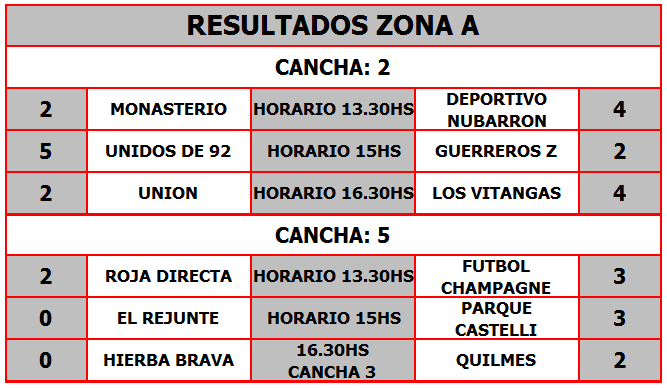 RESULTADOS ZONA A
CANCHA: 2
2 MONASTERIO HORARIO 13.30HS DEPORTIVO NUBARRON 4
5 UNIDOS DE 92 HORARIO 15HS GUERREROS Z 2
2 UNION HORARIO 16.30HS LOS VITANGAS 4
CANCHA: 5
2 ROJA DIRECTA HORARIO 13.30HS FUTBOL CHAMPAGNE 3
0 EL REJUNTE HORARIO 15HS PARQUE CASTELLI 3
0 HIERBA BRAVA 16.30HS CANCHA 3 QUILMES 2